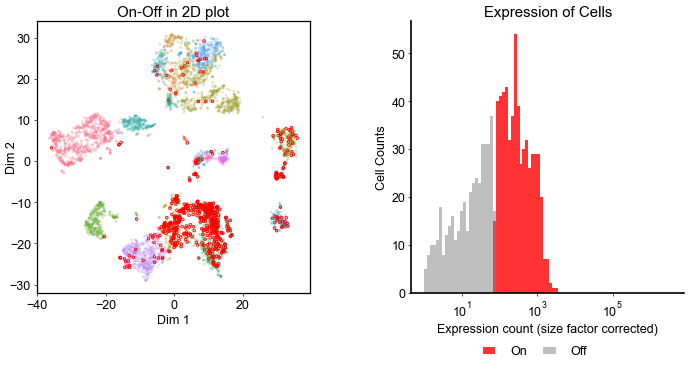 On-Off in 2D plot
30
20
10
0
−10
−20
−30
−40
−20
0
20
Dim 2
Dim 1
Expression of Cells
50
40
30
20
10
0
10^1
10^3
10^5
Cell Counts
Expression count (size factor corrected)
On Off